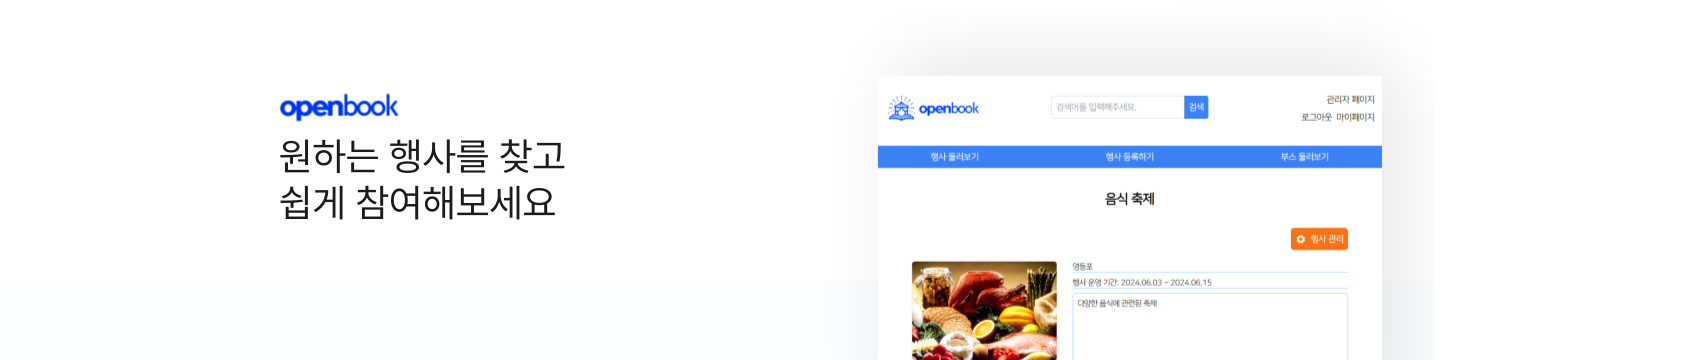 openbook
원하는 행사를 찾고
쉽게 참여해보세요
openbook
검색어를 입력해주세요.
검색
관리자 페이지
로그아웃 마이페이지
행사 둘러보기
행사 등록하기
부스 둘러보기
음식 축제
행사 관리
영등포
행사 운영 기간: 2024.06.03 ~ 2024.06.15
다양한 음식에 관련된 축제